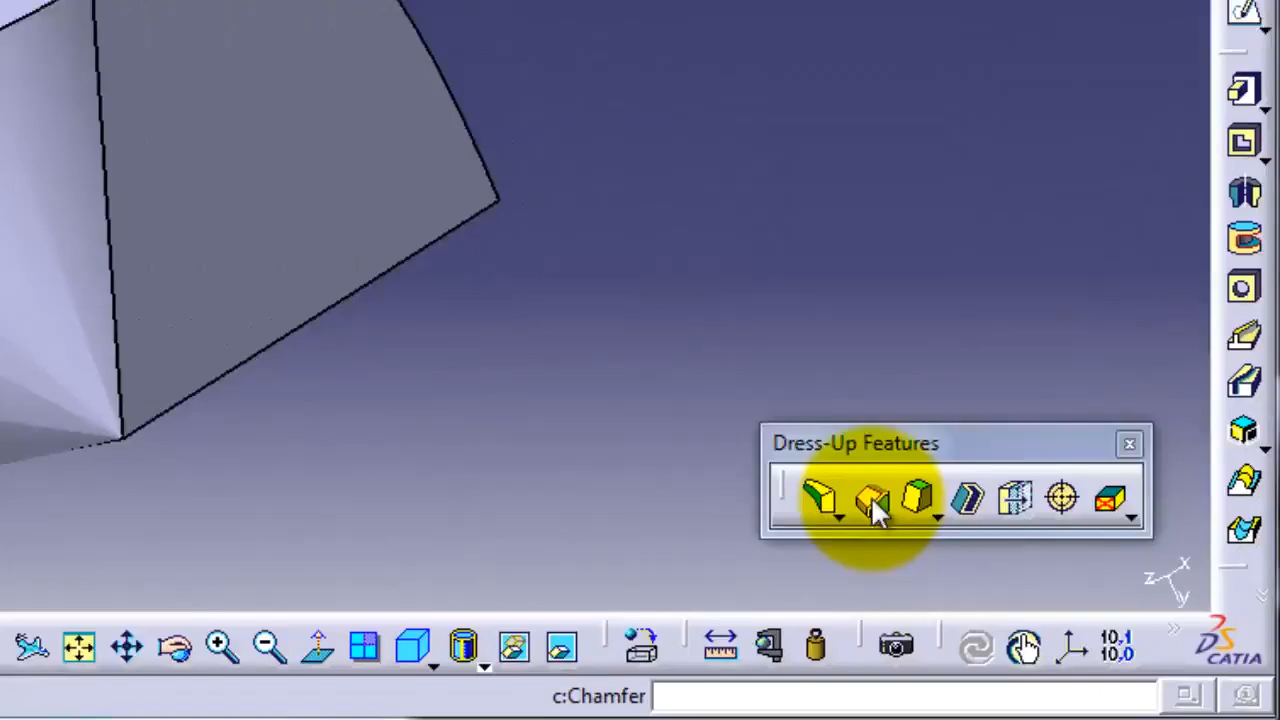 Dress-Up Features
z
x
y
10,1
10,0
CATIA
c:Chamfer